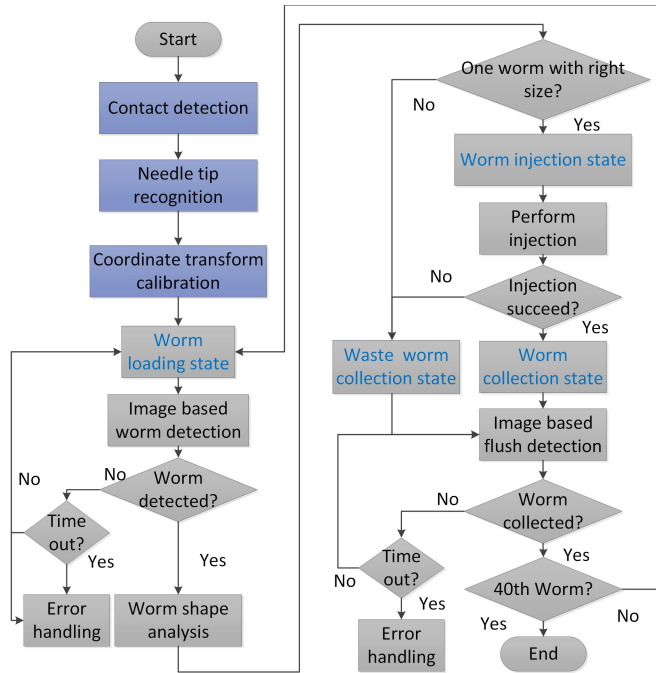 Start
Contact detection
Needle tip
recognition
Coordinate transform
calibration
Worm
loading state
Image based
worm detection
No
No
Worm
detected?
Time
out?
Yes
Yes
Error
handling
Worm shape
analysis
One worm with right
size?
No
Yes
Worm injection state
Perform
injection
No
Injection
succeed?
Yes
Waste worm
collection state
Worm
collection state
Image based
flush detection
No
Worm
collected?
Time
out?
No
Yes
Yes
40th Worm?
No
Yes
Error
handling
End